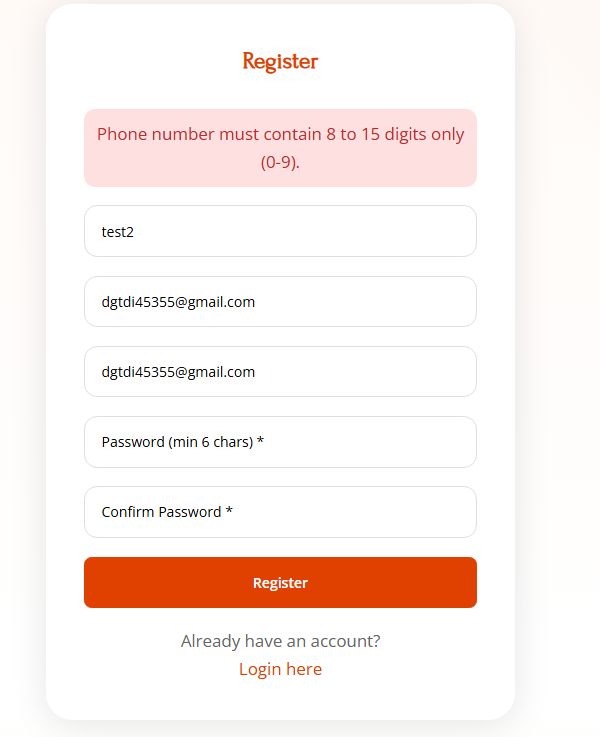 Register
Phone number must contain 8 to 15 digits only
(0-9).
test2
dgtdi45355@gmail.com
dgtdi45355@gmail.com
Password (min 6 chars) *
Confirm Password *
Register
Already have an account?
Login here